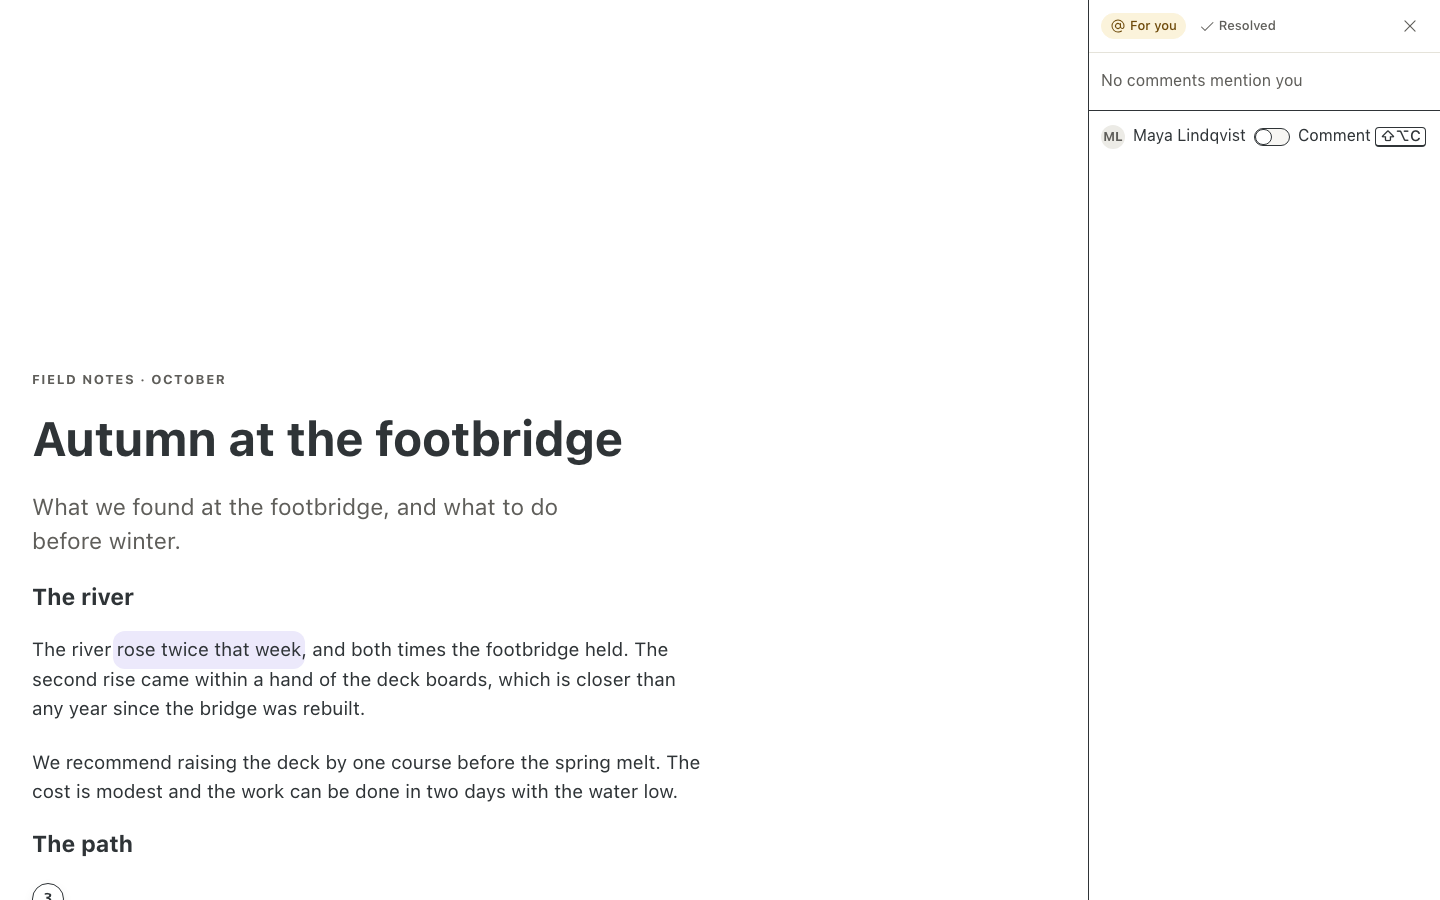 @ For you
Resolved
No comments mention you
ML Maya Lindqvist Comment ⇧⌥C
FIELD NOTES · OCTOBER
Autumn at the footbridge
What we found at the footbridge, and what to do
before winter.
The river
The river rose twice that week, and both times the footbridge held. The
second rise came within a hand of the deck boards, which is closer than
any year since the bridge was rebuilt.
We recommend raising the deck by one course before the spring melt. The
cost is modest and the work can be done in two days with the water low.
The path
3